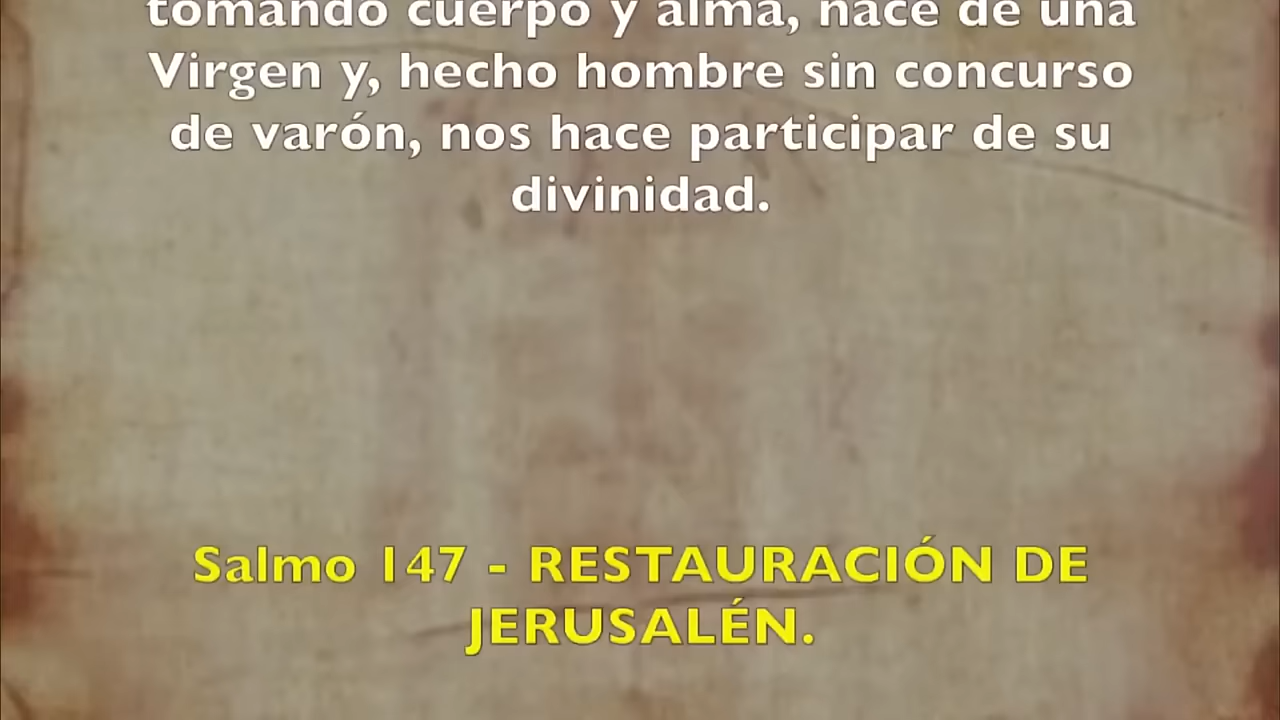 tomando cuerpo y alma, nace de una
Virgen y, hecho hombre sin concurso
de varón, nos hace participar de su
divinidad.
Salmo 147 - RESTAURACIÓN DE
JERUSALÉN.